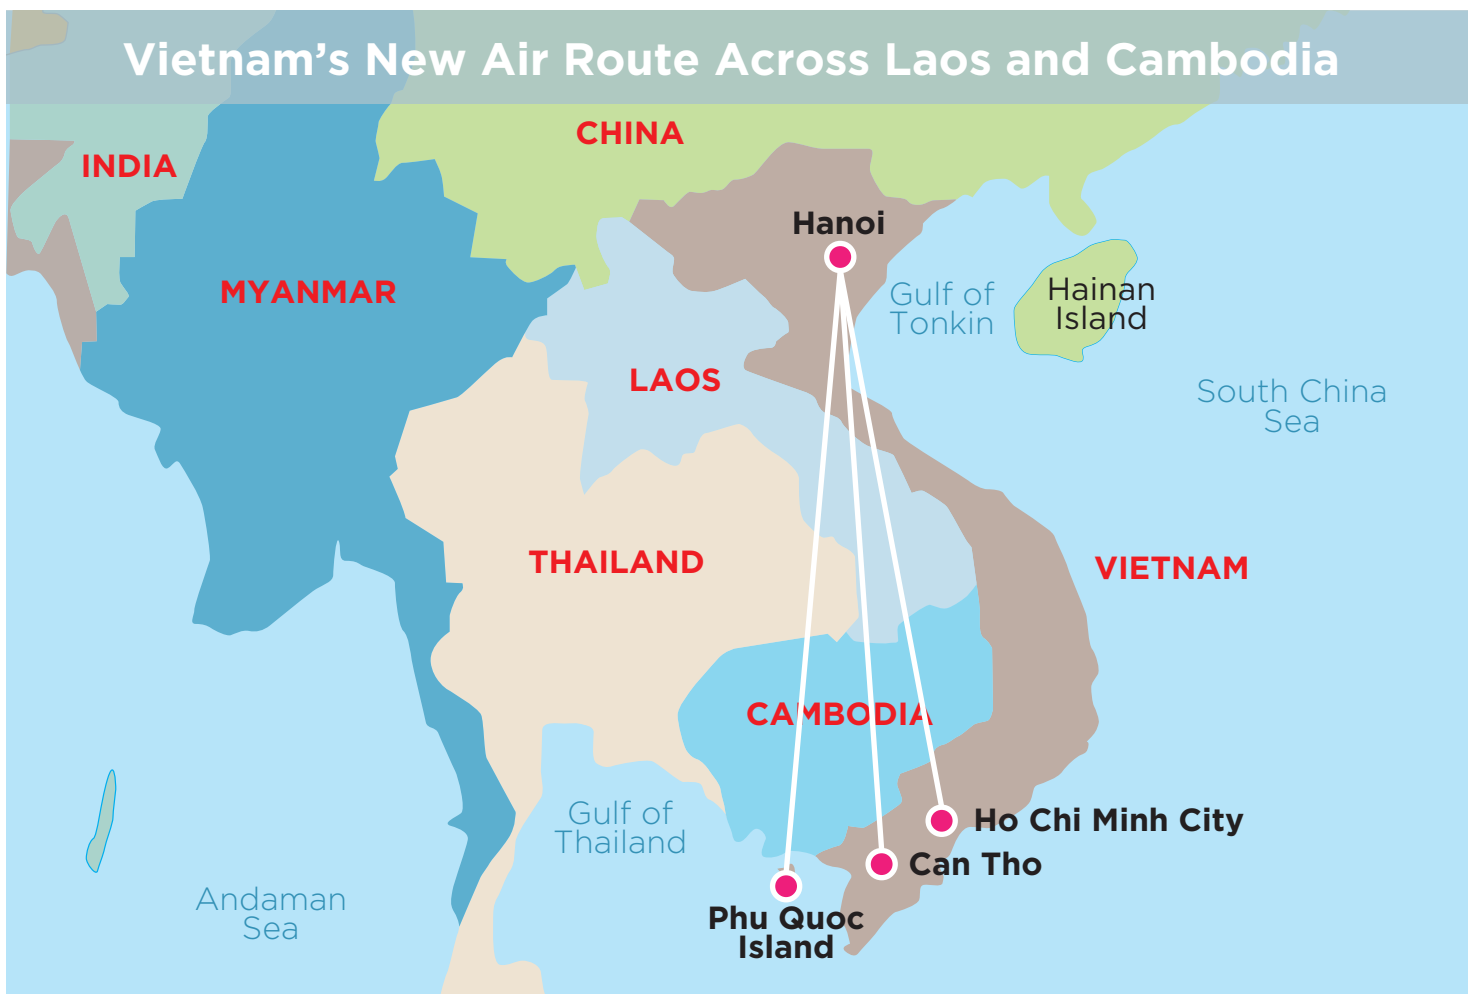 Vietnam's New Air Route Across Laos and Cambodia
CHINA
INDIA
Hanoi
MYANMAR
Gulf of
Tonkin
Hainan
Island
LAOS
South China
Sea
THAILAND
VIETNAM
CAMBODIA
Gulf of
Thailand
Ho Chi Minh City
Can Tho
Andaman
Sea
Phu Quoc
Island